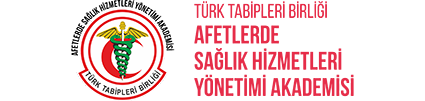 AFETLERDE SAĞLIK HİZMETLERİ YÖNETİMİ AKADEMİSİ
TÜRK TABİPLERİ BİRLİĞİ
TÜRK TABİPLERİ BİRLİĞİ
AFETLERDE
SAĞLIK HİZMETLERİ
YÖNETİMİ AKADEMİSİ